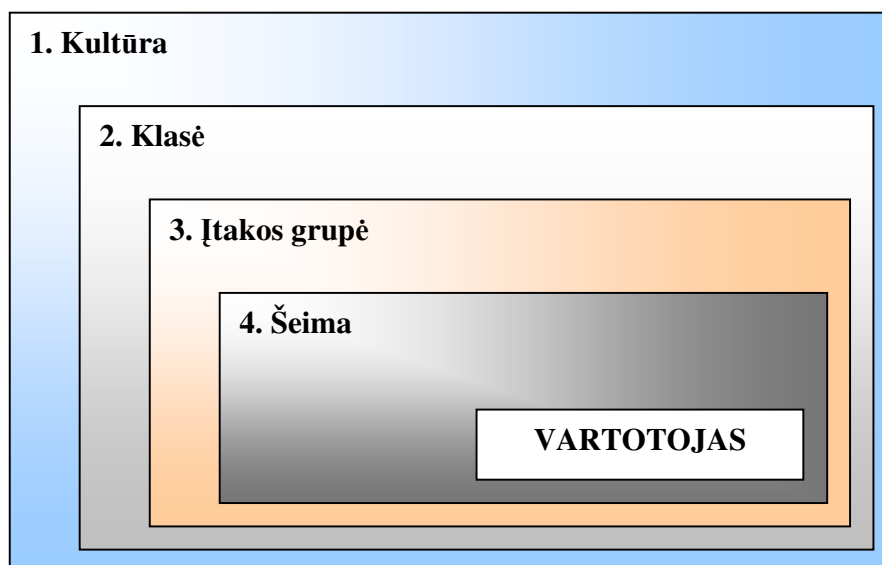 1. Kultūra
2. Klasė
3. Įtakos grupė
4. Šeima
VARTOTOJAS